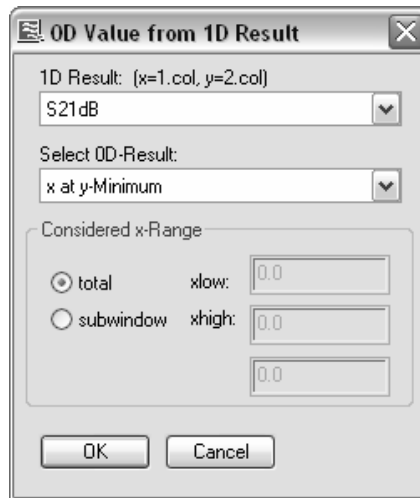 0D Value from 1D Result
1D Result: (x=1.col, y=2.col)
S21dB
Select 0D-Result:
x at y-Minimum
Considered x-Range
total xlow: 0.0
subwindow xhigh: 0.0
0.0
OK Cancel